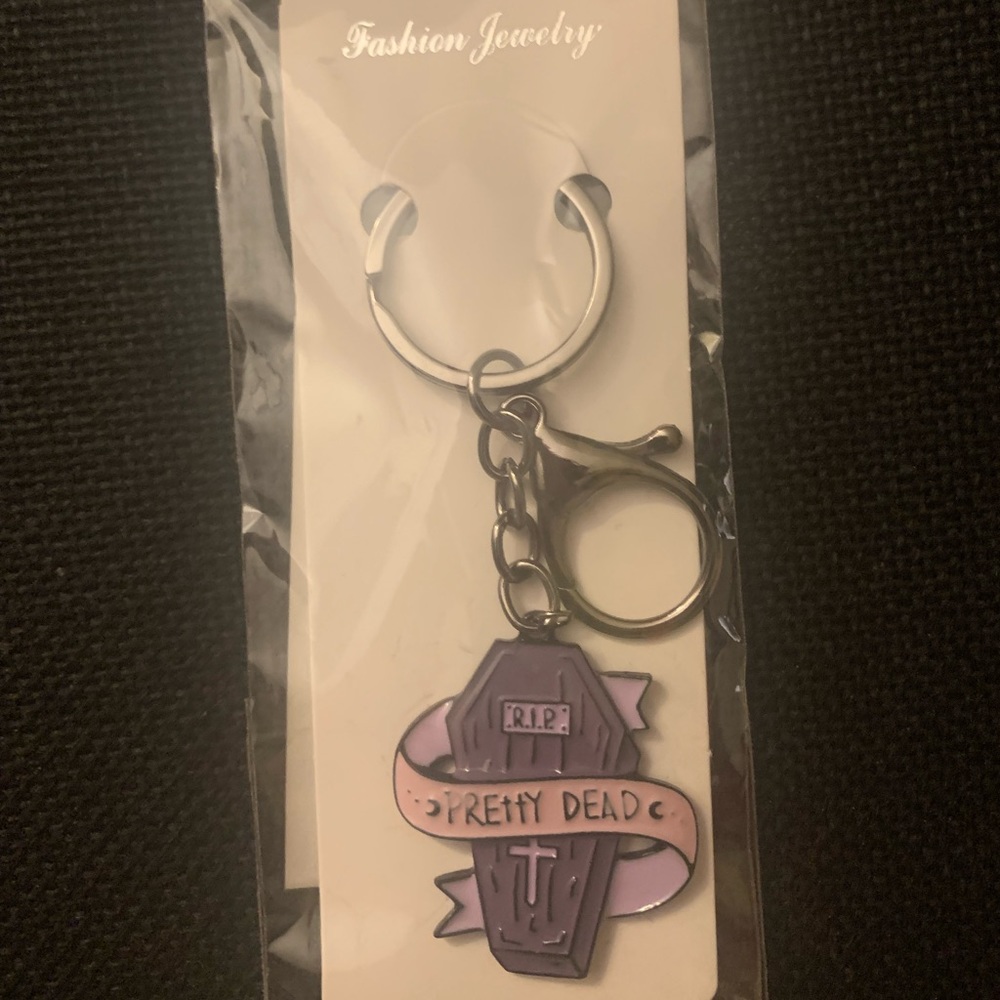 Fashion Jewelry
R.I.P.
PREttY DEAD